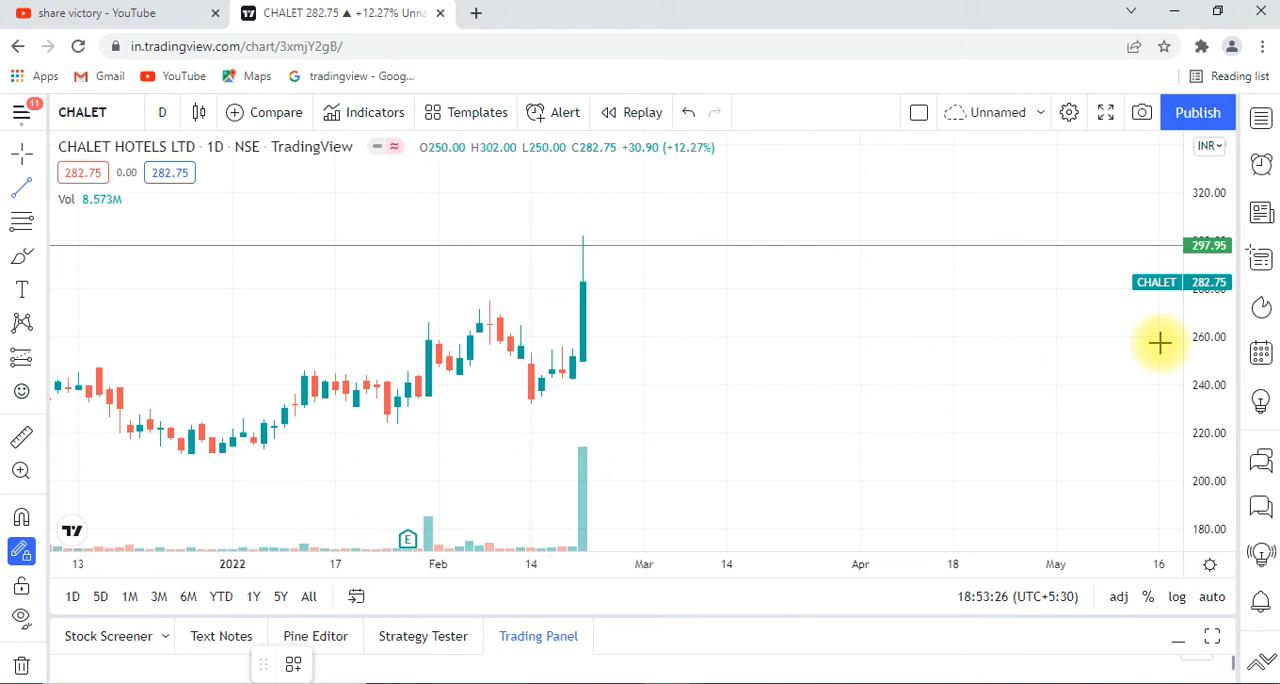 share victory - YouTube
CHALET 282.75 ▲ +12.27% Unna
in.tradingview.com/chart/3xmjY2gB/
Apps Gmail YouTube Maps tradingview - Goog... Reading list
11
CHALET D Compare Indicators Templates Alert Replay Unnamed Publish
CHALET HOTELS LTD · 1D · NSE · TradingView O250.00 H302.00 L250.00 C282.75 +30.90 (+12.27%)
INR
282.75 0.00 282.75
Vol 8.573M
320.00
297.95
CHALET 282.75
260.00
240.00
220.00
200.00
180.00
E
13 2022 17 Feb 14 Mar 14 Apr 18 May 16
1D 5D 1M 3M 6M YTD 1Y 5Y All 18:53:26 (UTC+5:30) adj % log auto
Stock Screener Text Notes Pine Editor Strategy Tester Trading Panel